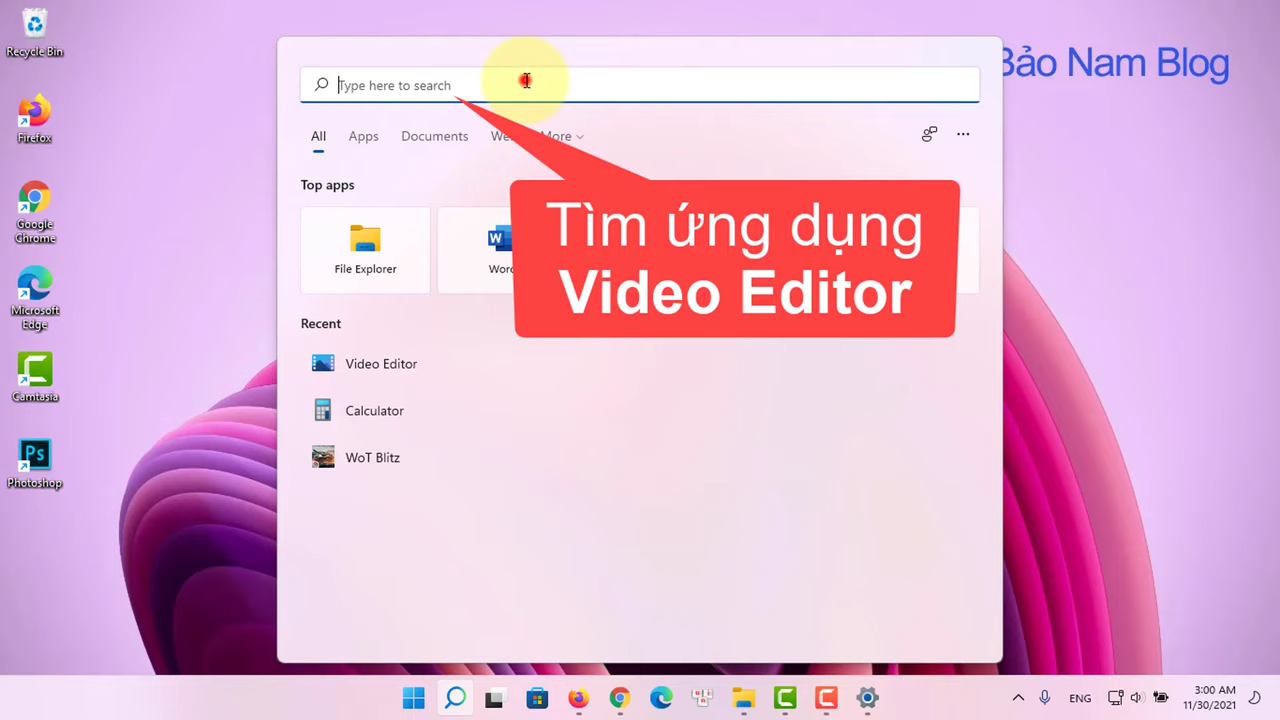 Recycle Bin
Firefox
Google
Chrome
Microsoft
Edge
Camtasia
Photoshop
Bảo Nam Blog
Type here to search
All Apps Documents More
Top apps
File Explorer
Tìm ứng dụng
Video Editor
Recent
Video Editor
Calculator
WoT Blitz
ENG
3:00 AM
11/30/2021